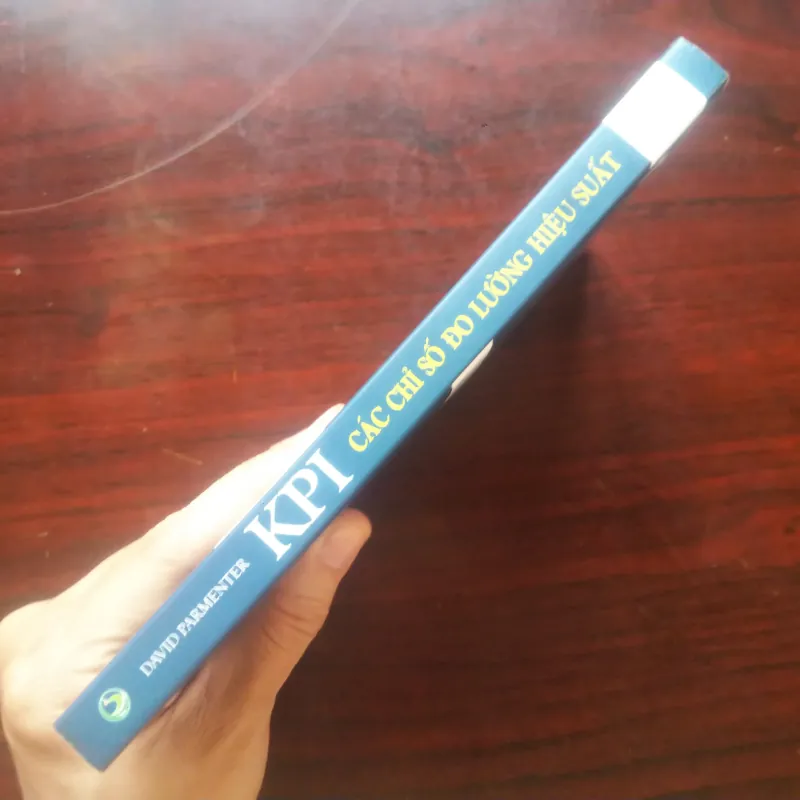 DAVID PARMENTER
KPI
CÁC CHỈ SỐ ĐO LƯỜNG HIỆU SUẤT